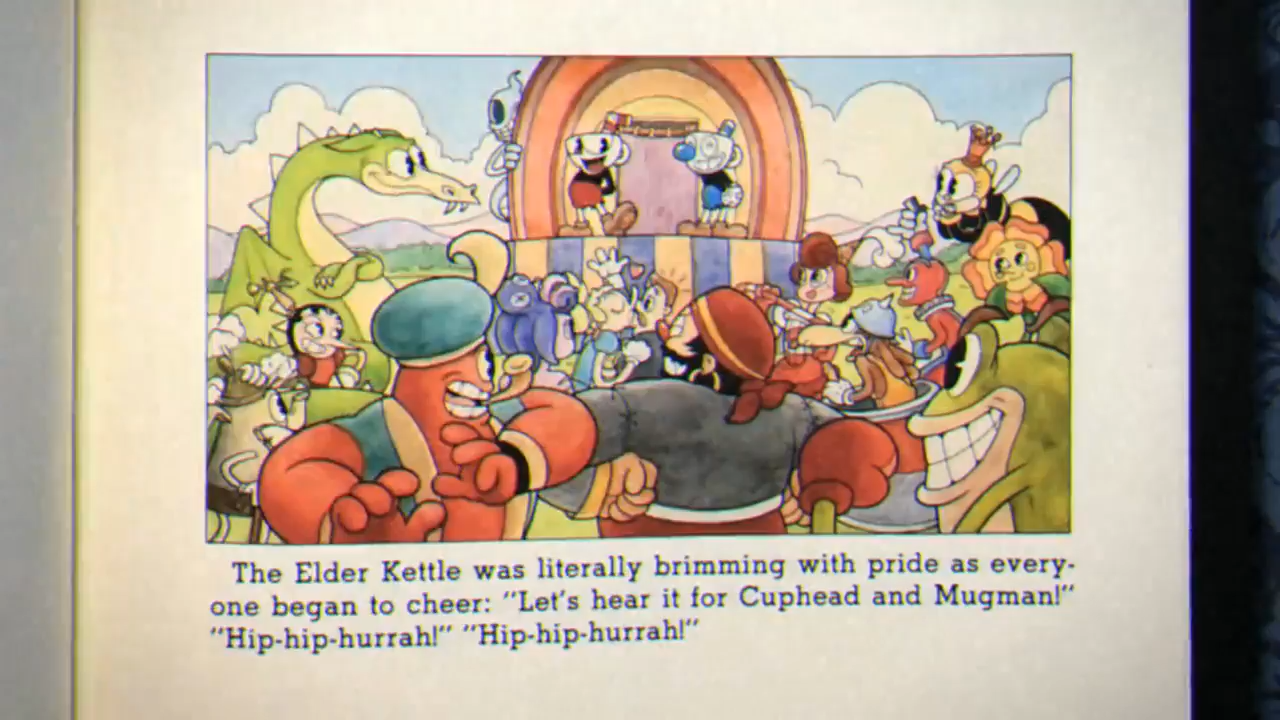 The Elder Kettle was literally brimming with pride as every-
one began to cheer: "Let's hear it for Cuphead and Mugman!"
"Hip-hip-hurrah!" "Hip-hip-hurrah!"